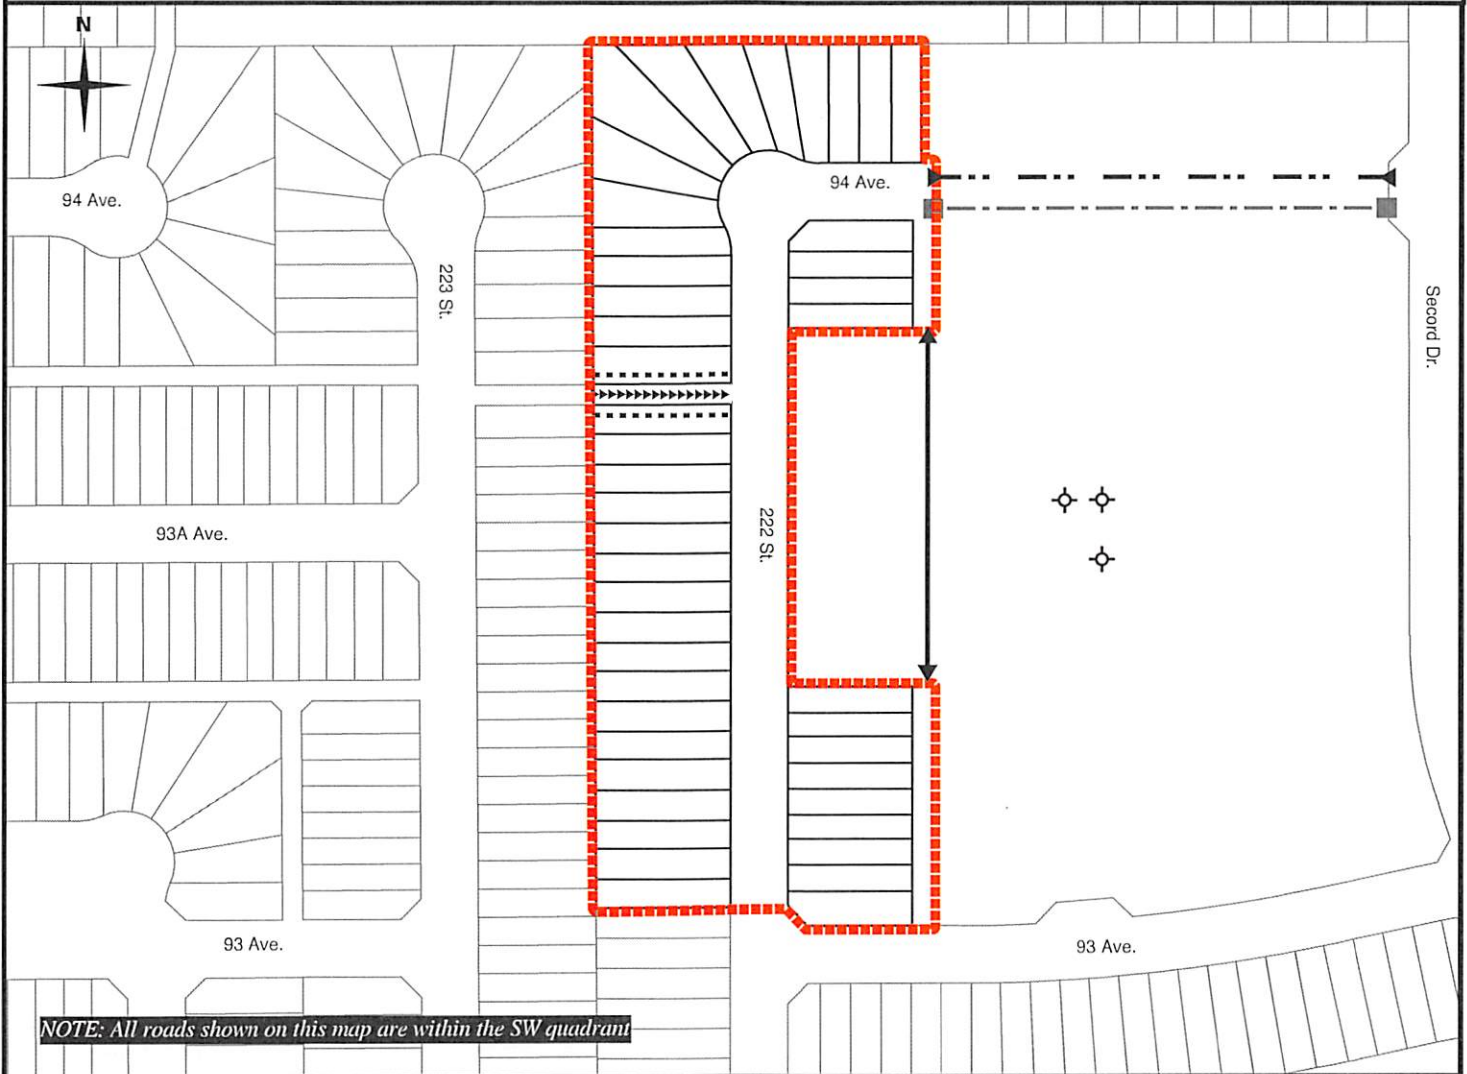 N
94 Ave.
94 Ave.
223 St.
Secord Dr.
222 St.
93A Ave.
93 Ave.
93 Ave.
NOTE: All roads shown on this map are within the SW quadrant